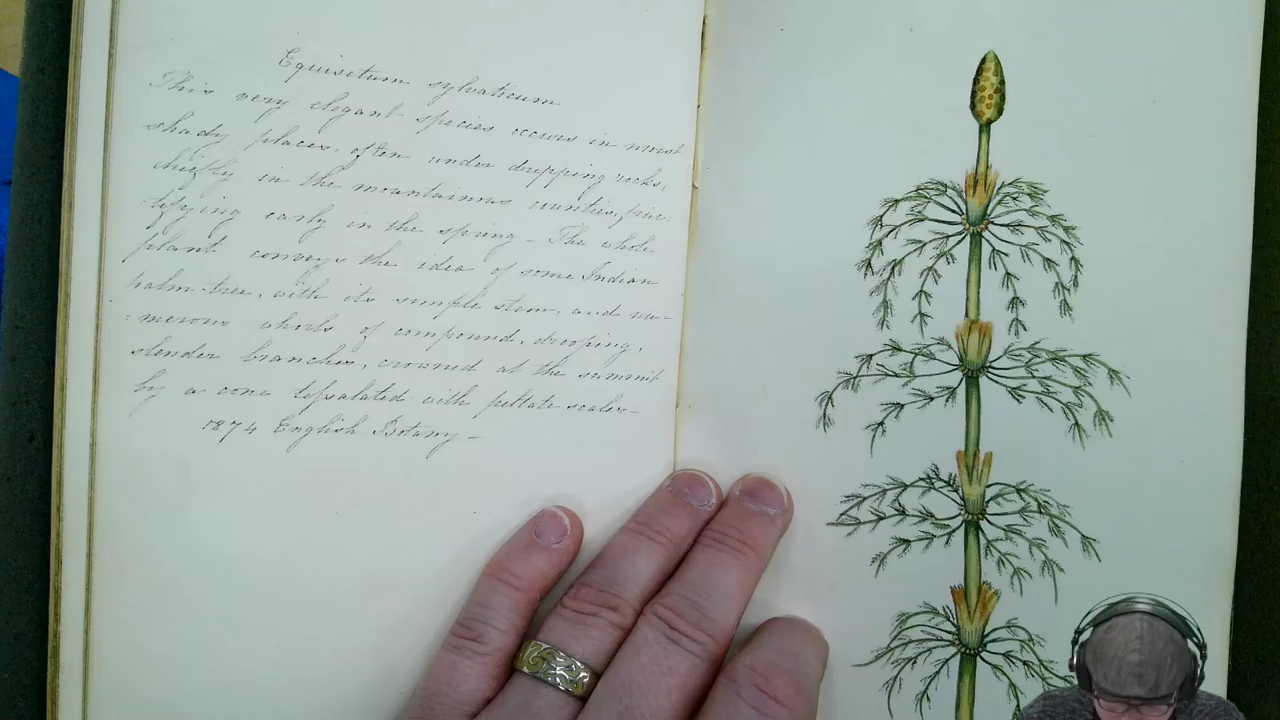 Equisetum sylvaticum
This very elegant species occurs in moist
shady places, often under dripping rocks,
chiefly in the mountainous counties, fruc-
tifying early in the spring - The whole
plant conveys the idea of some Indian
palm-tree, with its simple stem, and nu=
=merous whorls of compound, drooping,
slender branches, crowned at the summit
by a cone tessalated with peltate scales-
1874 English Botany-